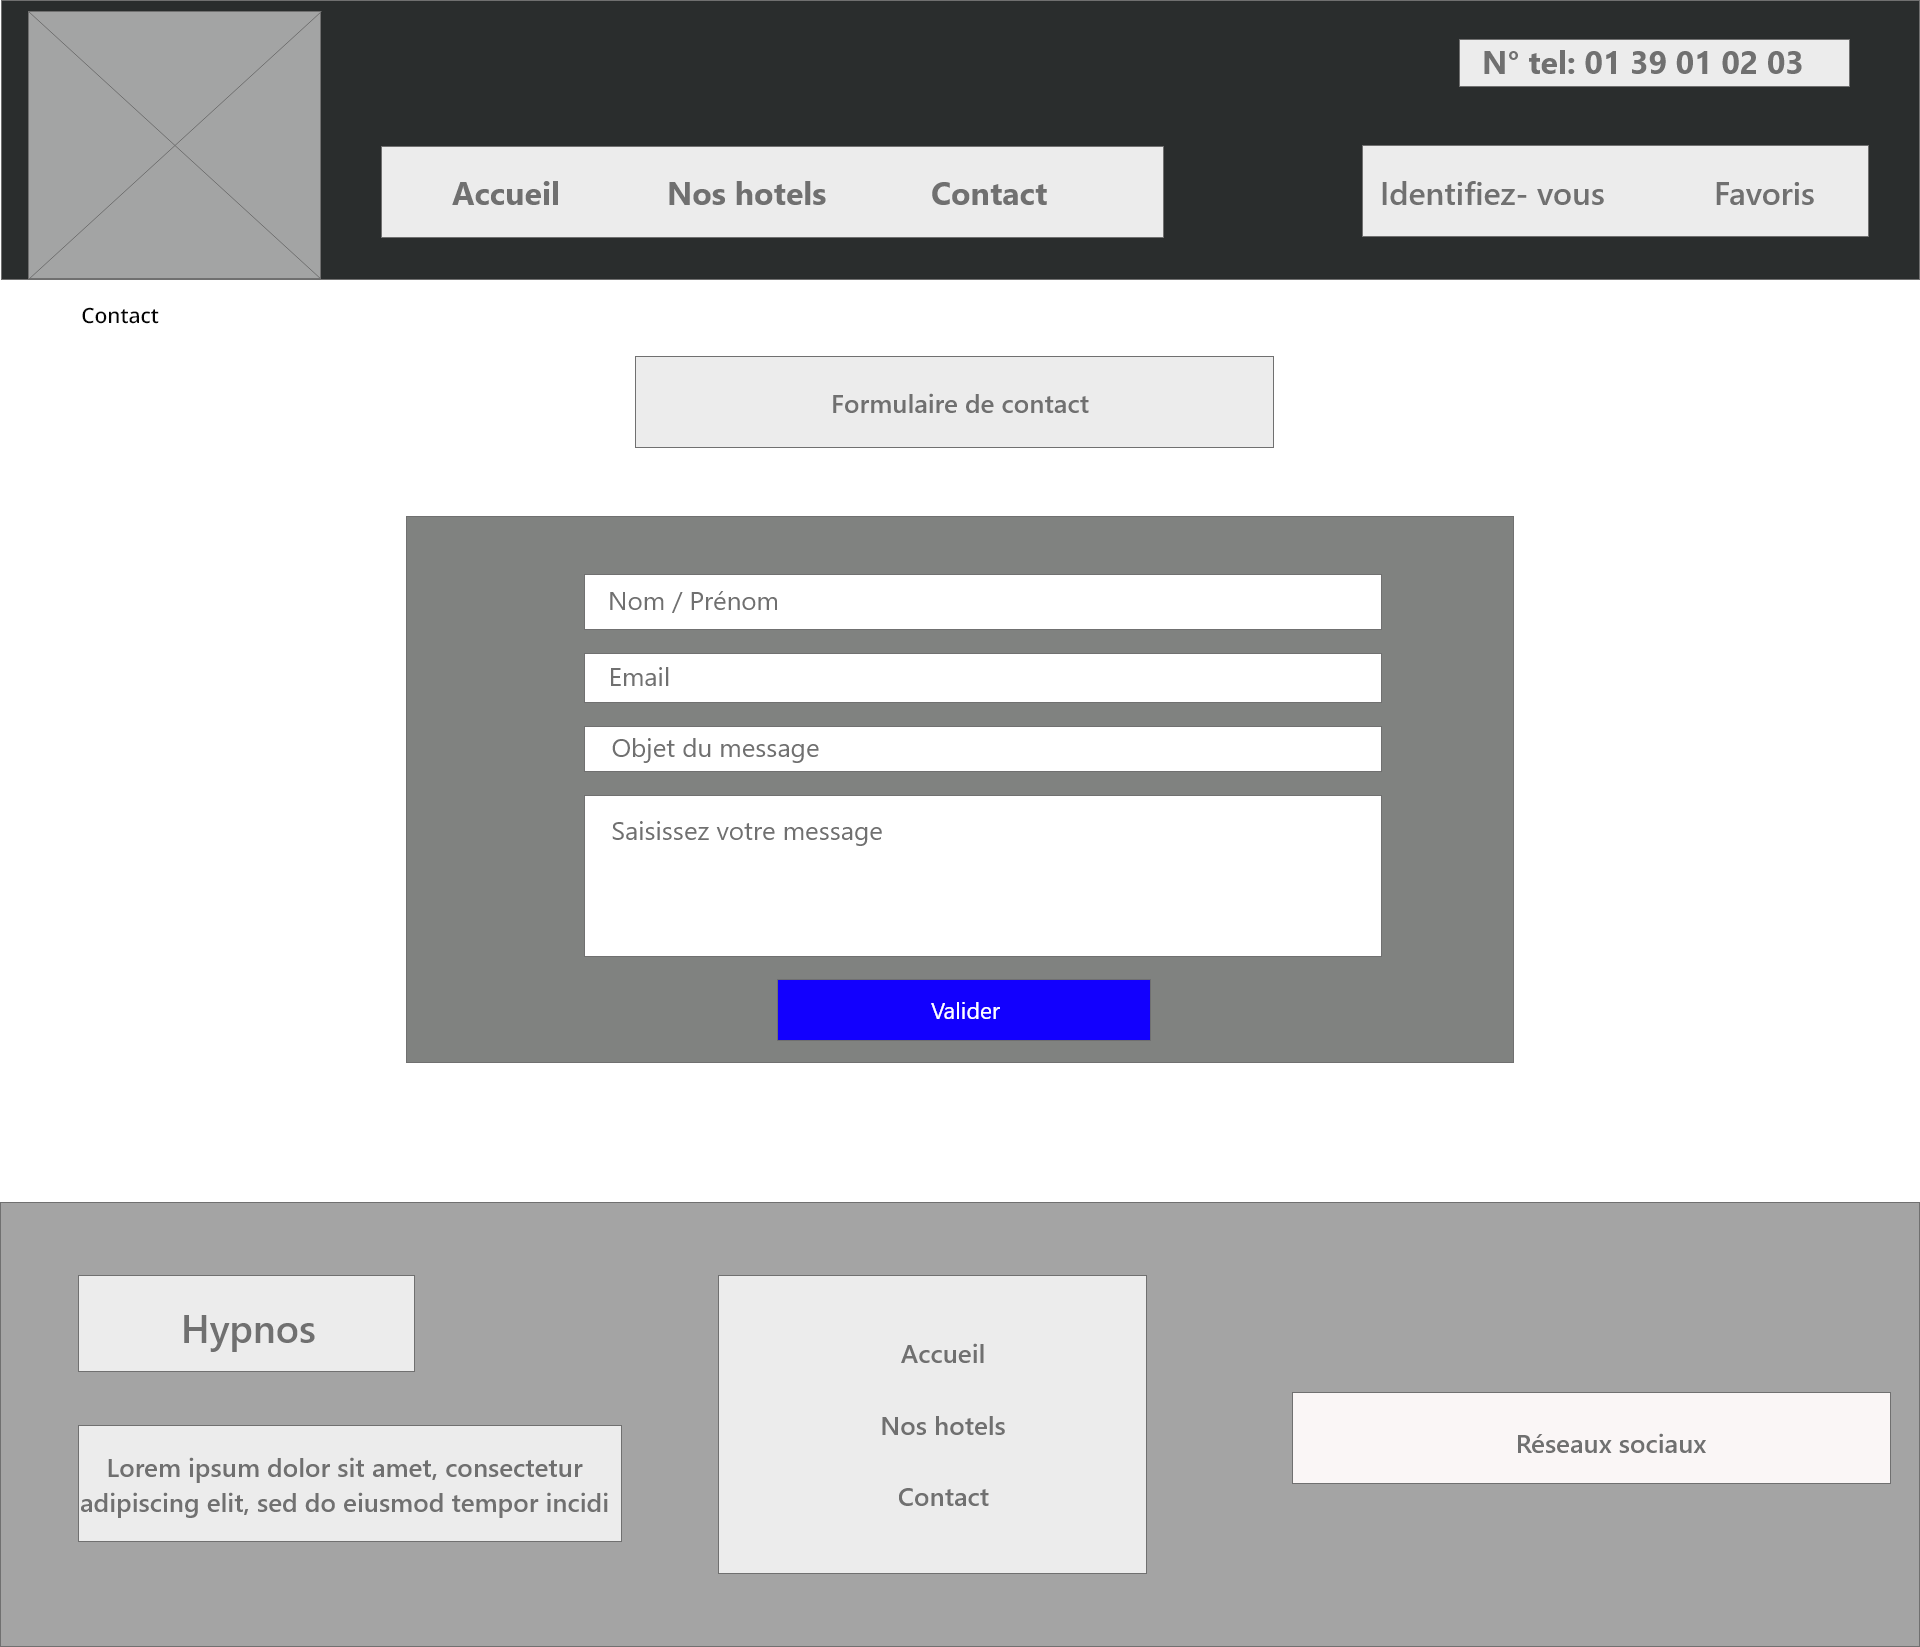 N° tel: 01 39 01 02 03
Accueil Nos hotels Contact
Identifiez- vous Favoris
Contact
Formulaire de contact
Nom / Prénom
Email
Objet du message
Saisissez votre message
Valider
Hypnos
Lorem ipsum dolor sit amet, consectetur
adipiscing elit, sed do eiusmod tempor incidi
Accueil
Nos hotels
Contact
Réseaux sociaux